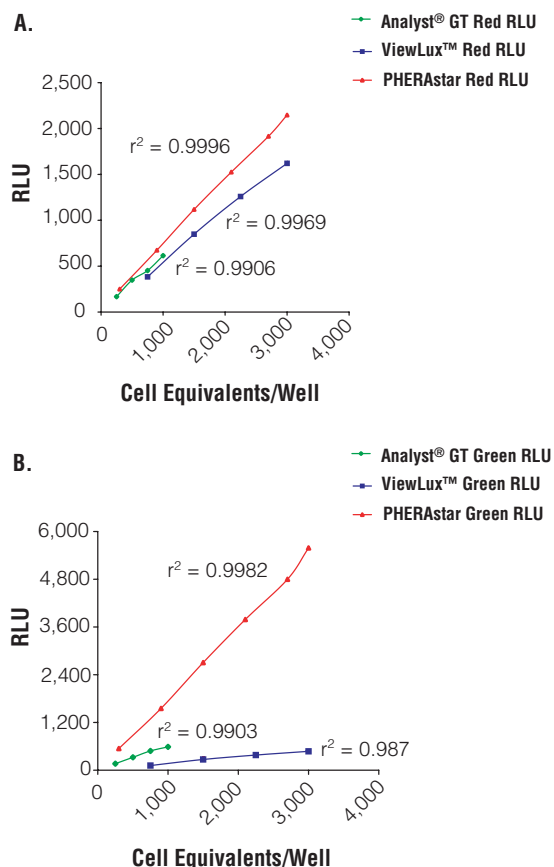 A.
Analyst® GT Red RLU
ViewLux™ Red RLU
PHERAstar Red RLU
2,500
2,000
1,500
1,000
500
0
RLU
r² = 0.9996
r² = 0.9969
r² = 0.9906
0
1,000
2,000
3,000
4,000
Cell Equivalents/Well
B.
Analyst® GT Green RLU
ViewLux™ Green RLU
PHERAstar Green RLU
6,000
4,800
3,600
2,400
1,200
0
RLU
r² = 0.9982
r² = 0.9903
r² = 0.987
0
1,000
2,000
3,000
4,000
Cell Equivalents/Well